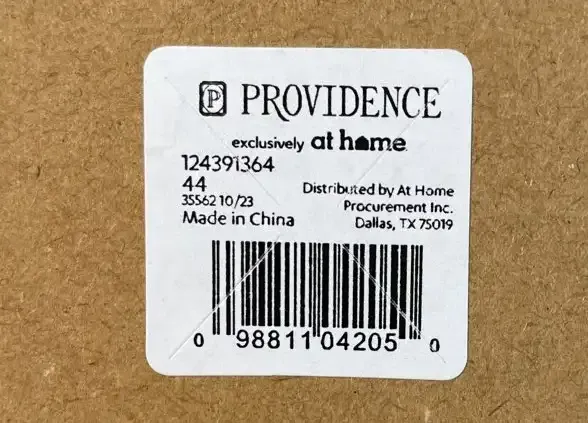 P PROVIDENCE
exclusively at home
124391364
44
35562 10/23
Made in China
Distributed by At Home
Procurement Inc.
Dallas, TX 75019
0 98811 04205 0